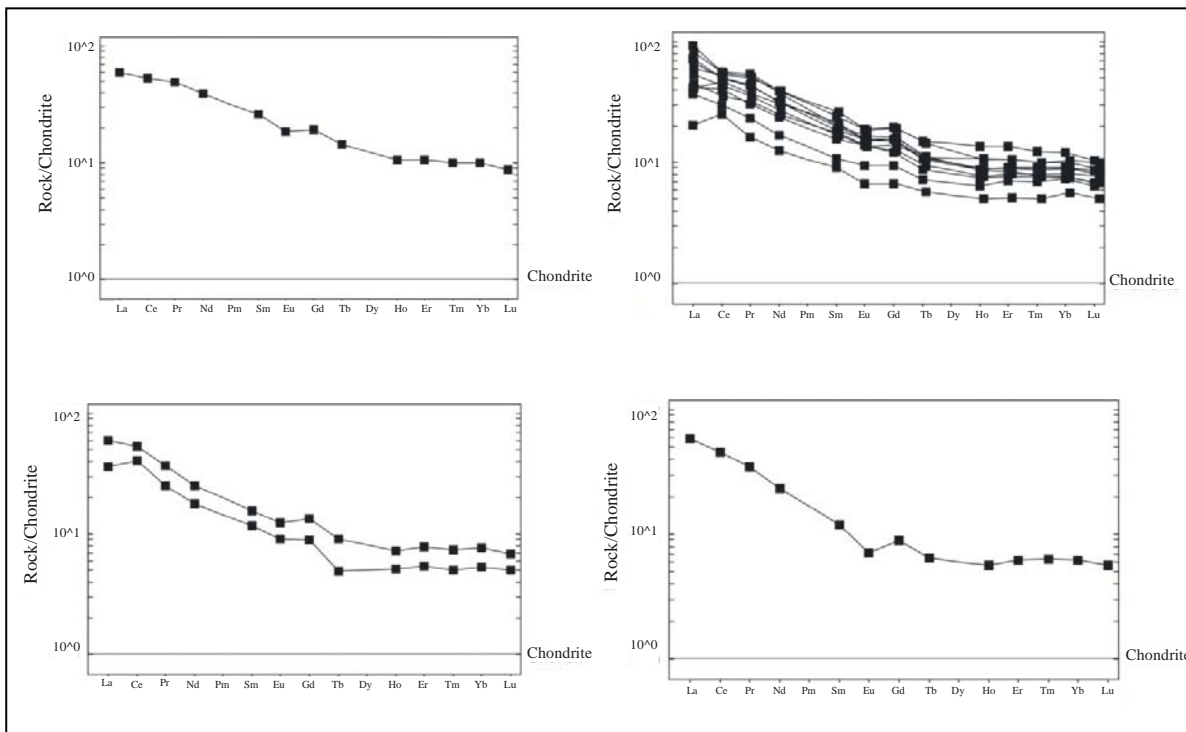 10^2
10^1
10^0
Rock/Chondrite
Chondrite
La Ce Pr Nd Pm Sm Eu Gd Tb Dy Ho Er Tm Yb Lu
10^2
10^1
10^0
Rock/Chondrite
Chondrite
La Ce Pr Nd Pm Sm Eu Gd Tb Dy Ho Er Tm Yb Lu
10^2
10^1
10^0
Rock/Chondrite
Chondrite
La Ce Pr Nd Pm Sm Eu Gd Tb Dy Ho Er Tm Yb Lu
10^2
10^1
10^0
Rock/Chondrite
Chondrite
La Ce Pr Nd Pm Sm Eu Gd Tb Dy Ho Er Tm Yb Lu